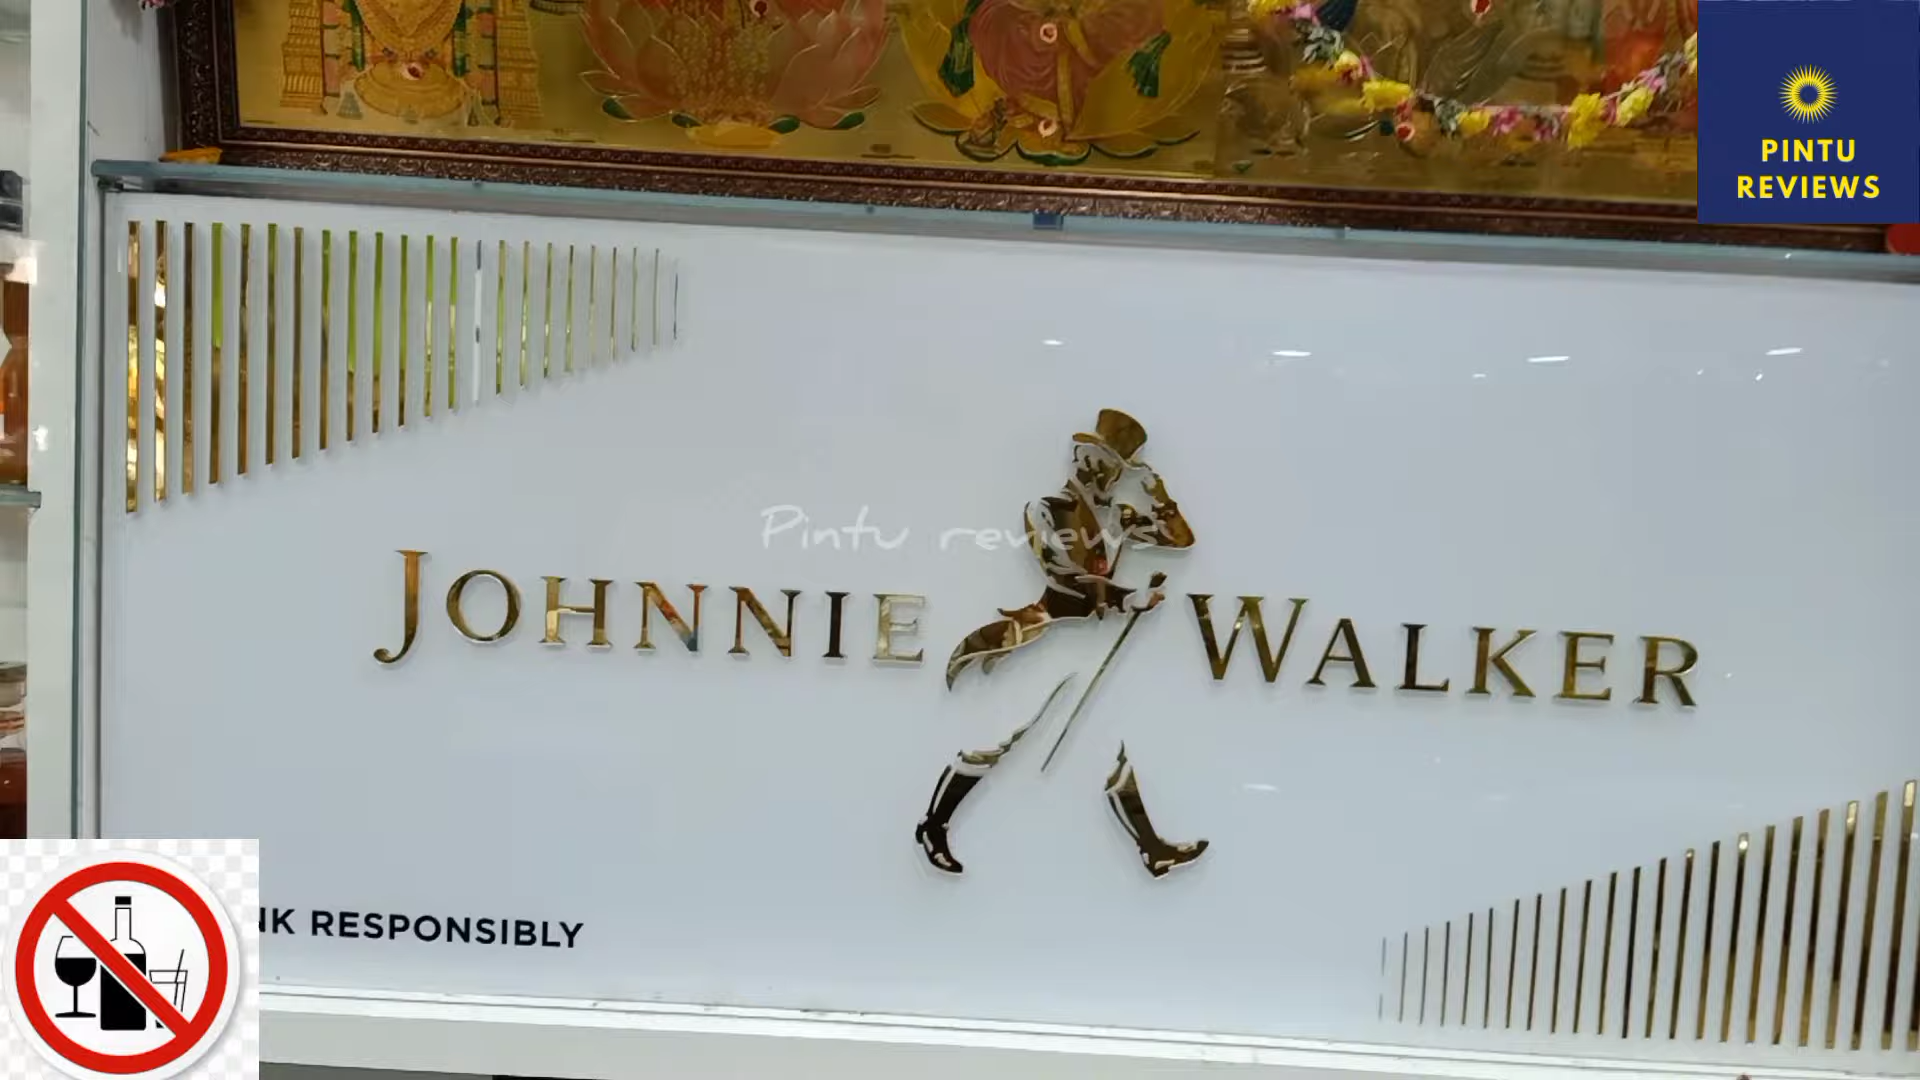 PINTU
REVIEWS
Pintu reviews
JOHNNIE WALKER
NK RESPONSIBLY